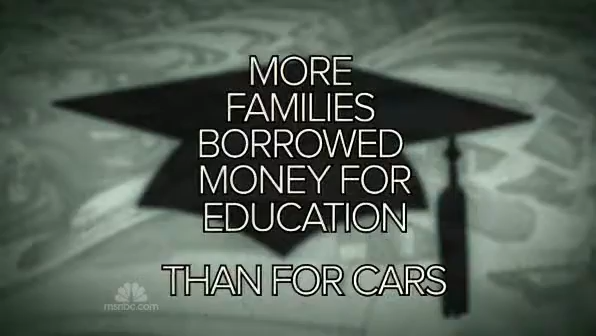 MORE
FAMILIES
BORROWED
MONEY FOR
EDUCATION
THAN FOR CARS
msnbc.com